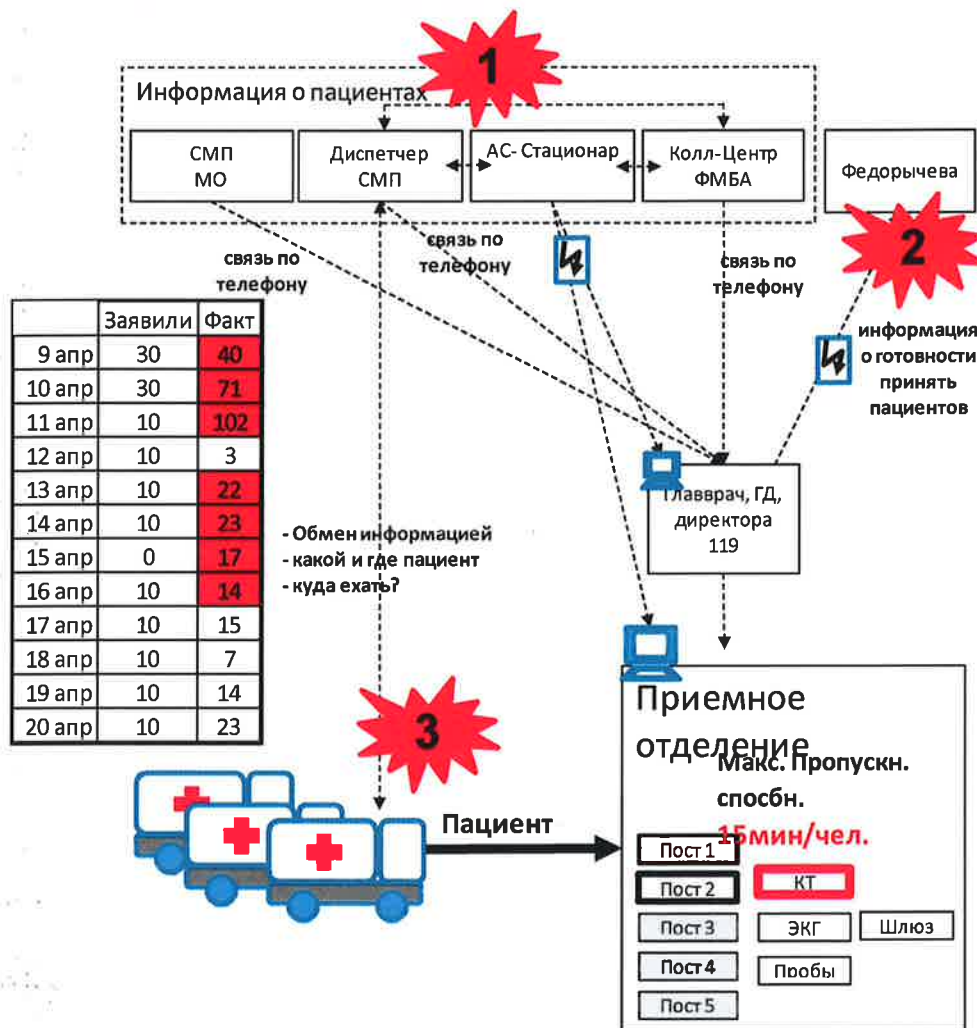 1
Информация о пациентах
СМП
МО
Диспетчер
СМП
АС- Стационар
Колл-Центр
ФМБА
Федорычева
2
связь по
телефону
связь по
телефону
связь по
телефону
информация
о готовности
принять
пациентов
Заявили Факт
9 апр 30 40
10 апр 30 71
11 апр 10 102
12 апр 10 3
13 апр 10 22
14 апр 10 23
15 апр 0 17
16 апр 10 14
17 апр 10 15
18 апр 10 7
19 апр 10 14
20 апр 10 23
- Обмен информацией
- какой и где пациент
- куда ехать?
Главврач, ГД,
директора
119
3
Пациент
Приемное
отделение
Макс. Пропускн.
спосбн.
15мин/чел.
Пост 1
Пост 2
Пост 3
Пост 4
Пост 5
КТ
ЭКГ
Шлюз
Пробы